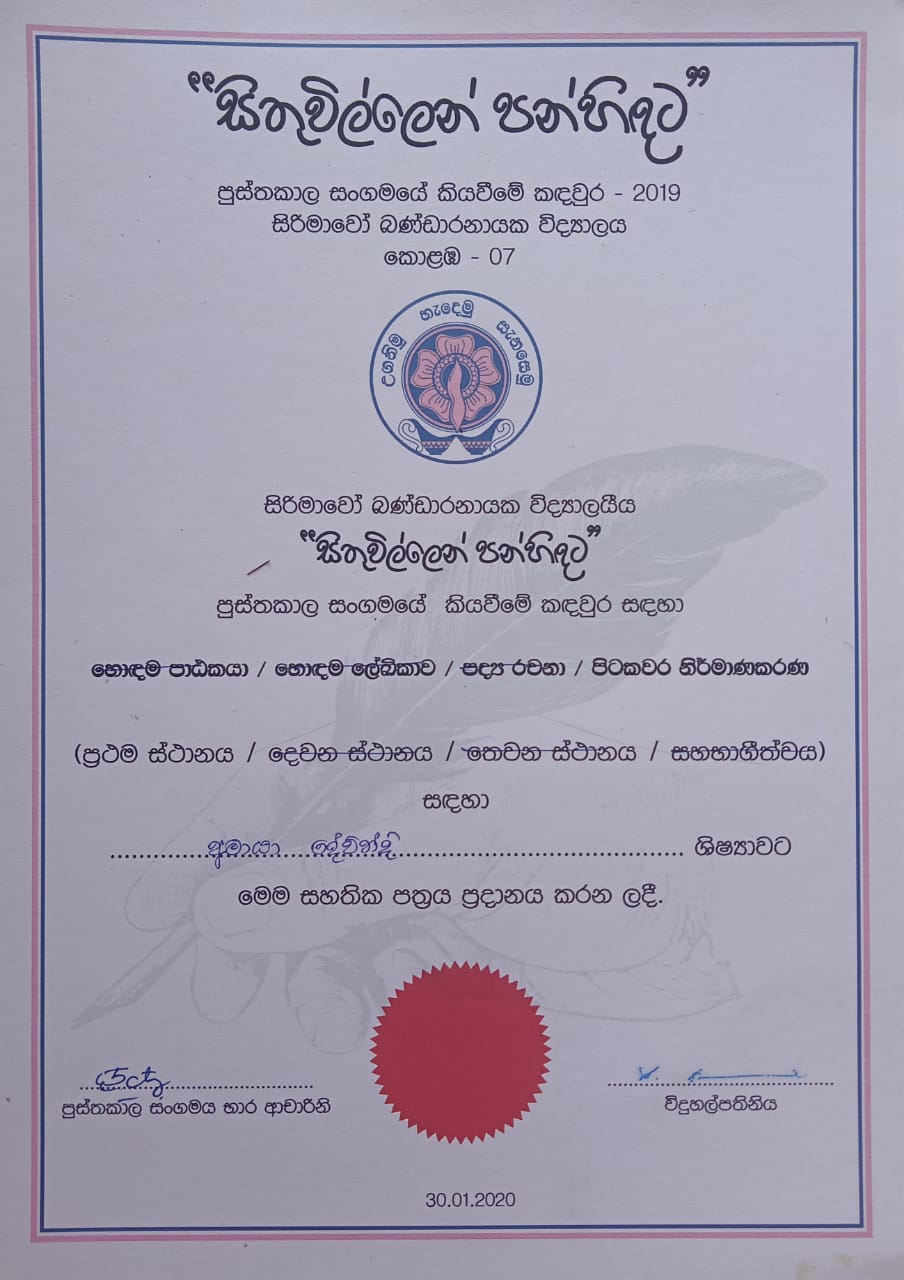 “සිතුවිල්ලෙන් පන්හිඳට”
පුස්තකාල සංගමයේ කියවීමේ කඳවුර - 2019
සිරිමාවෝ බණ්ඩාරනායක විද්‍යාලය
කොළඹ - 07
උගනිමු හැදෙමු සැනසෙමු
සිරිමාවෝ බණ්ඩාරනායක විද්‍යාලයීය
“සිතුවිල්ලෙන් පන්හිඳට”
පුස්තකාල සංගමයේ කියවීමේ කඳවුර සඳහා
හොඳම පාඨකයා / හොඳම ලේඛිකාව / පද්‍ය රචනා / පිටකවර නිර්මාණකරණ
(ප්‍රථම ස්ථානය / දෙවන ස්ථානය / තෙවන ස්ථානය / සහභාගීත්වය)
සඳහා
අමායා දේවින්දි ශිෂ්‍යාවට
මෙම සහතික පත්‍රය ප්‍රදානය කරන ලදී.
පුස්තකාල සංගමය භාර ආචාරිනි
විදුහල්පතිනිය
30.01.2020